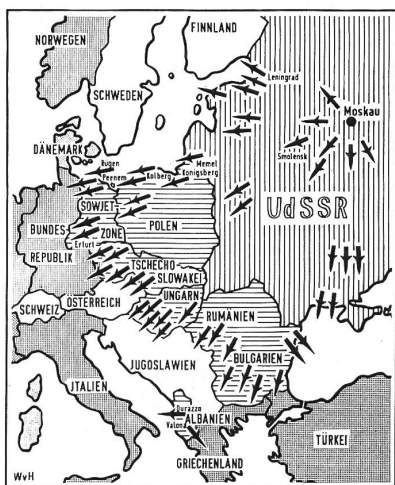 FINNLAND
NORWEGEN
SCHWEDEN
Leningrad
Moskau
Smolensk
DÄNEMARK
Memel
Rügen
Peenem
Kolberg
Königsberg
UdSSR
SOWJET
ZONE
BUNDES
REPUBLIK
POLEN
Erfurt
TSCHECHO
SLOWAKEI
UNGARN
ÖSTERREICH
SCHWEIZ
RUMÄNIEN
JUGOSLAWIEN
BULGARIEN
JTALIEN
Durazzo
ALBANIEN
Valona
GRIECHENLAND
TÜRKEI
WvH